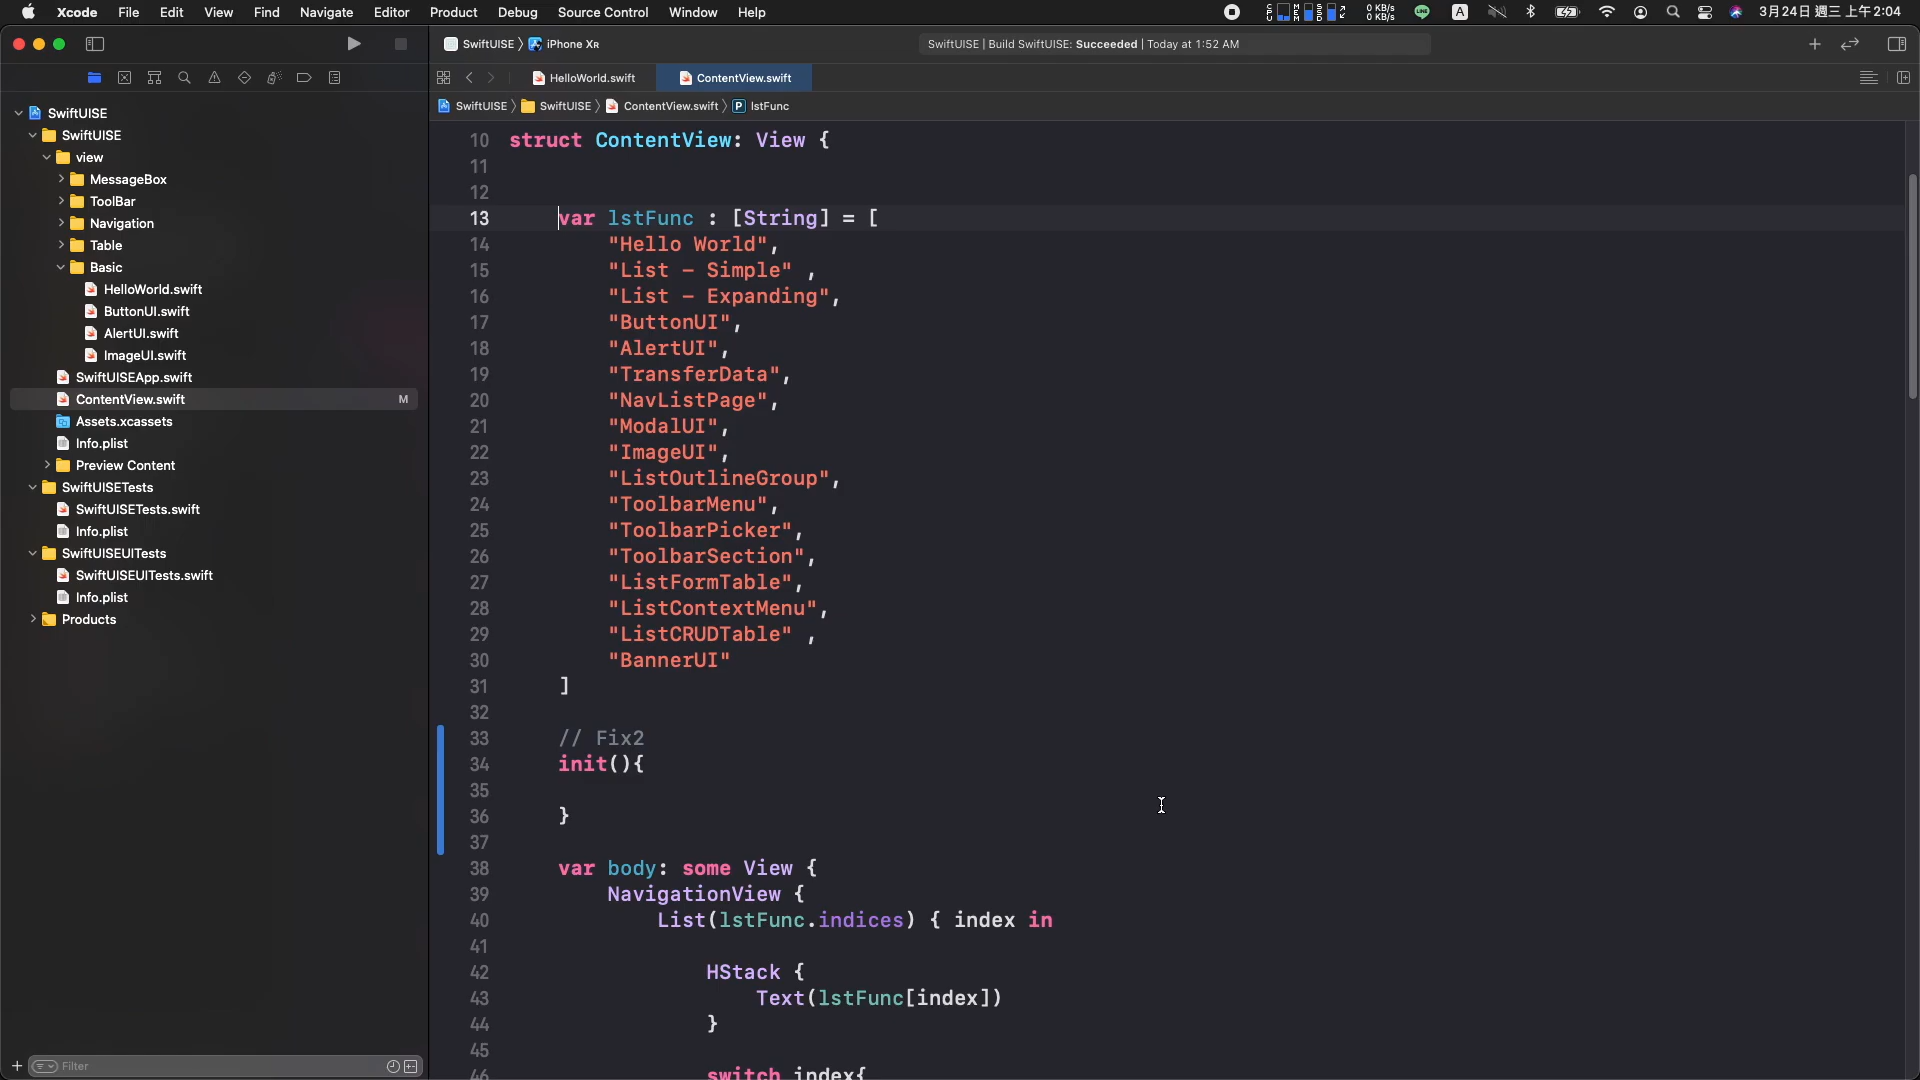 Xcode File Edit View Find Navigate Editor Product Debug Source Control Window Help 0 KB/s 0 KB/s A 3月24日 週三 上午2:04
SwiftUISE 〉 iPhone Xʀ SwiftUISE | Build SwiftUISE: Succeeded | Today at 1:52 AM
HelloWorld.swift ContentView.swift
SwiftUISE 〉 SwiftUISE 〉 ContentView.swift 〉 P lstFunc
SwiftUISE
SwiftUISE
view
MessageBox
ToolBar
Navigation
Table
Basic
HelloWorld.swift
ButtonUI.swift
AlertUI.swift
ImageUI.swift
SwiftUISEApp.swift
ContentView.swift M
Assets.xcassets
Info.plist
Preview Content
SwiftUISETests
SwiftUISETests.swift
Info.plist
SwiftUISEUITests
SwiftUISEUITests.swift
Info.plist
Products
Filter
10 struct ContentView: View {
11
12
13 var lstFunc : [String] = [
14 "Hello World",
15 "List – Simple" ,
16 "List – Expanding",
17 "ButtonUI",
18 "AlertUI",
19 "TransferData",
20 "NavListPage",
21 "ModalUI",
22 "ImageUI",
23 "ListOutlineGroup",
24 "ToolbarMenu",
25 "ToolbarPicker",
26 "ToolbarSection",
27 "ListFormTable",
28 "ListContextMenu",
29 "ListCRUDTable" ,
30 "BannerUI"
31 ]
32
33 // Fix2
34 init(){
35
36 }
37
38 var body: some View {
39 NavigationView {
40 List(lstFunc.indices) { index in
41
42 HStack {
43 Text(lstFunc[index])
44 }
45
46 switch index{